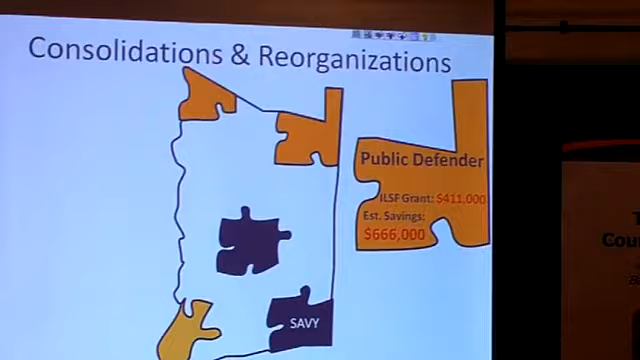 Consolidations & Reorganizations
Public Defender
ILSF Grant: $411,000
Est. Savings:
$666,000
SAVY